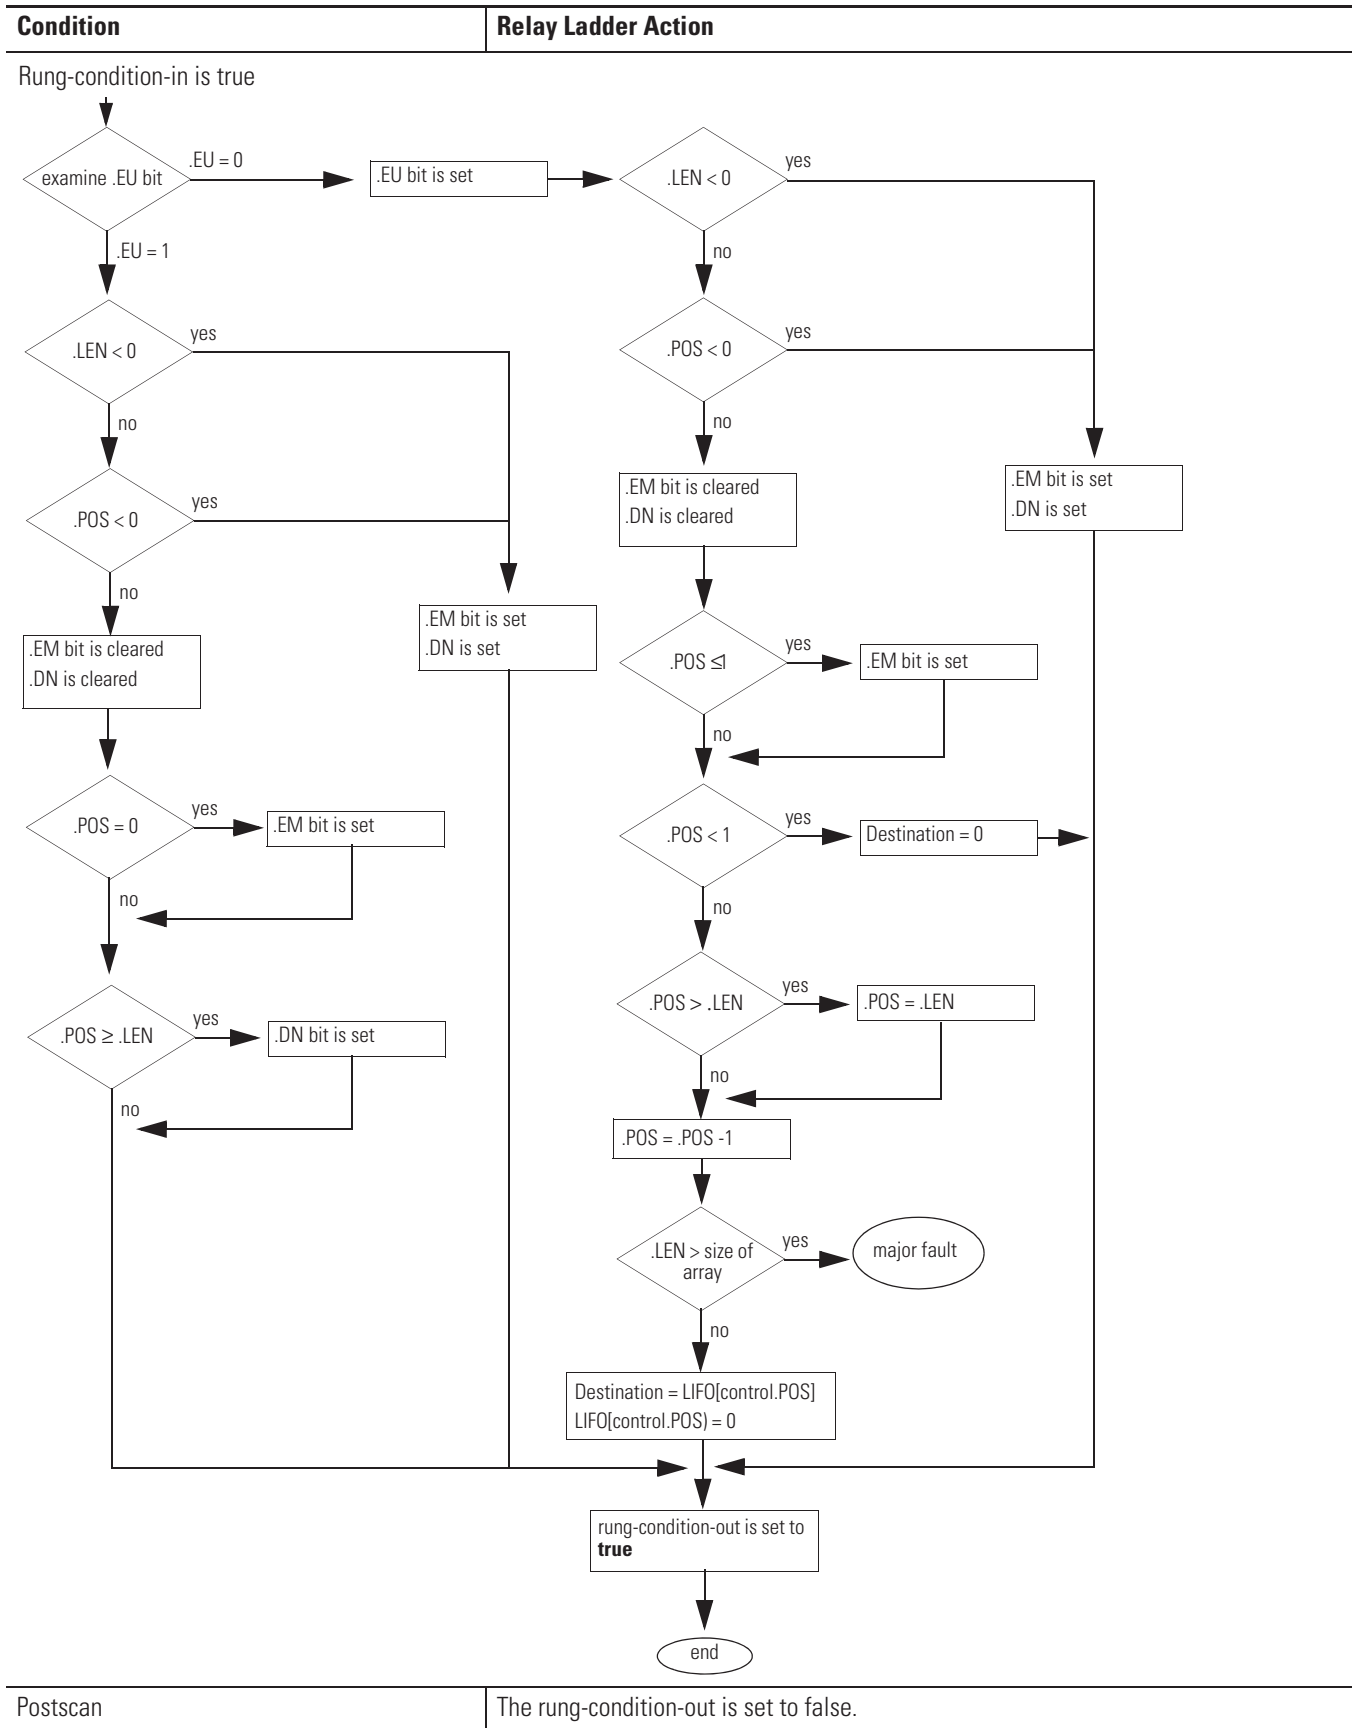 Condition
Relay Ladder Action
Rung-condition-in is true
examine .EU bit
.EU = 0
.EU bit is set
.LEN < 0
yes
no
.POS < 0
yes
no
.EM bit is cleared
.DN is cleared
.EM bit is set
.DN is set
.POS ≤1
yes
.EM bit is set
no
.POS < 1
yes
Destination = 0
no
.POS > .LEN
yes
.POS = .LEN
no
.POS = .POS -1
.LEN > size of
array
yes
major fault
no
Destination = LIFO[control.POS]
LIFO[control.POS) = 0
.EU = 1
.LEN < 0
yes
no
.POS < 0
yes
no
.EM bit is set
.DN is set
.EM bit is cleared
.DN is cleared
.POS = 0
yes
.EM bit is set
no
.POS ≥ .LEN
yes
.DN bit is set
no
rung-condition-out is set to
true
end
Postscan
The rung-condition-out is set to false.